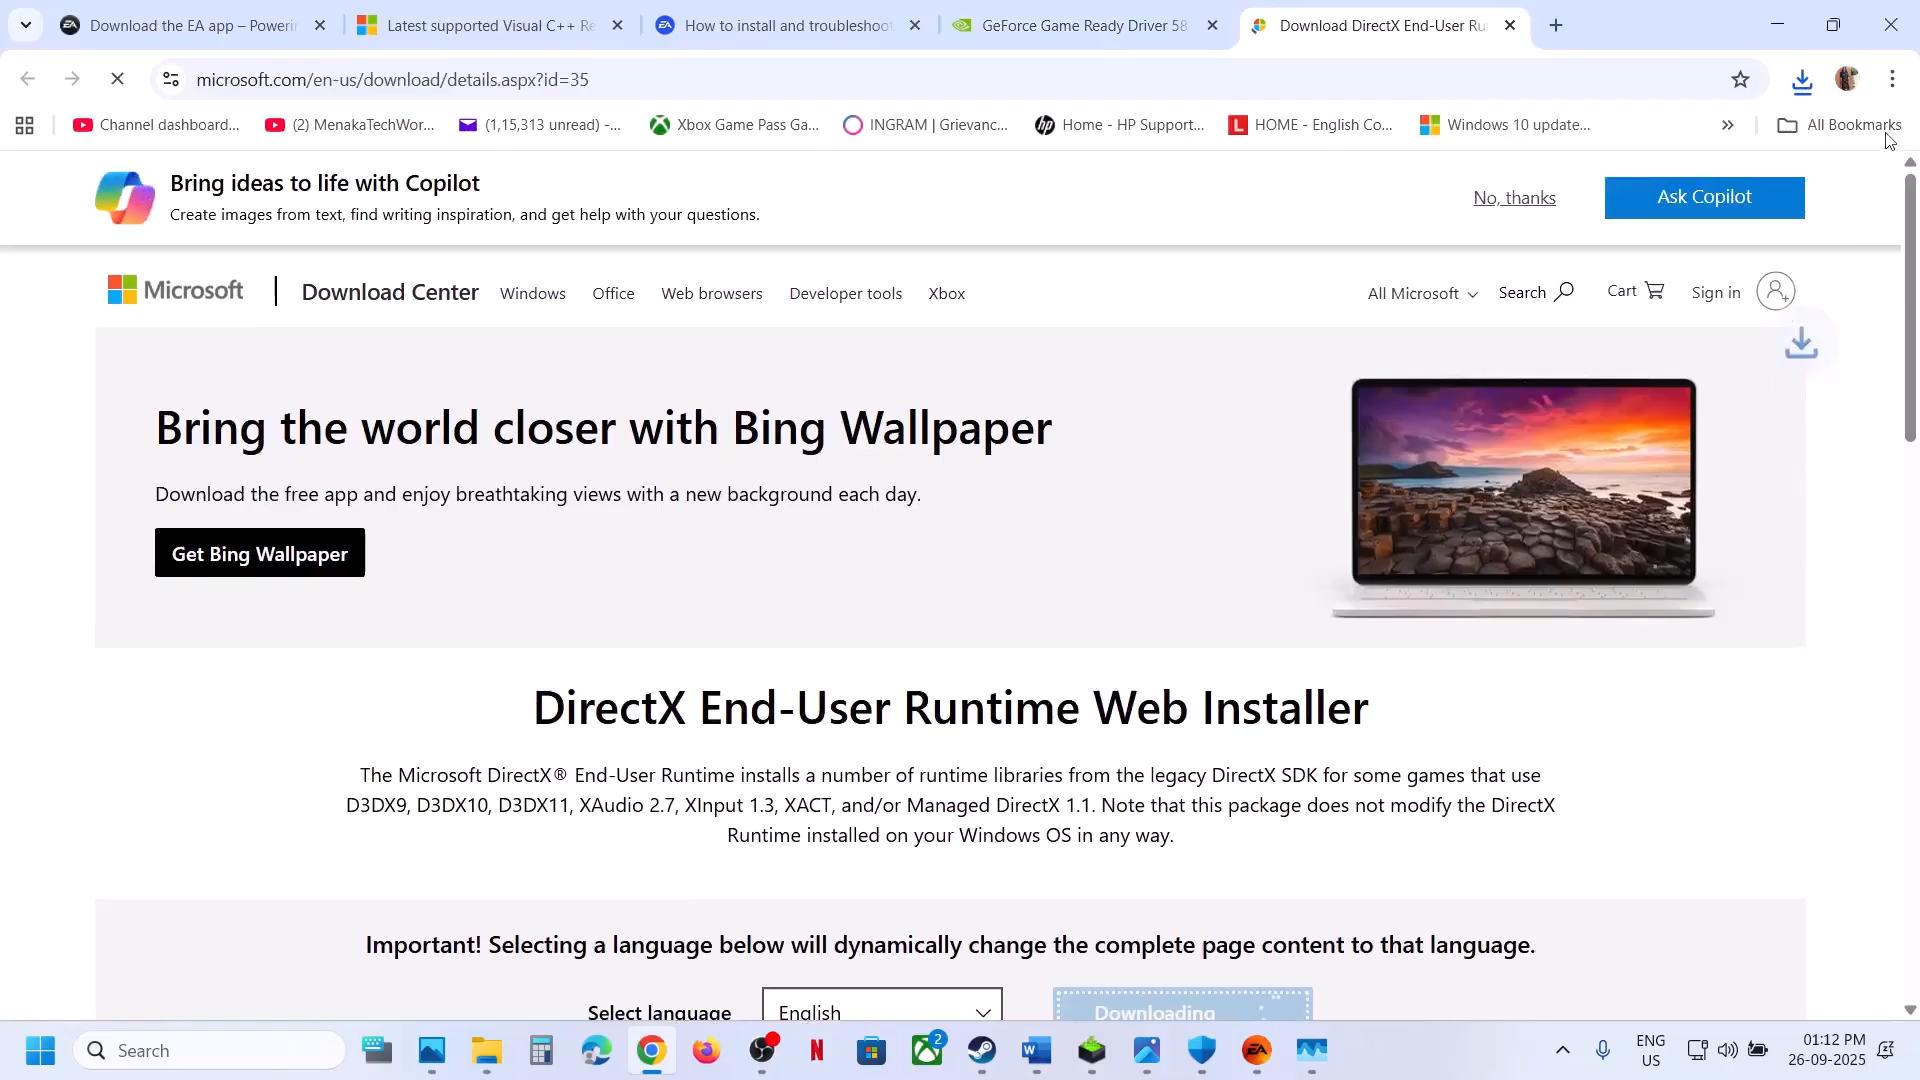 Download the EA app – Powerin
Latest supported Visual C++ Re
How to install and troubleshoot
GeForce Game Ready Driver 58
Download DirectX End-User Ru
microsoft.com/en-us/download/details.aspx?id=35
Channel dashboard...
(2) MenakaTechWor...
(1,15,313 unread) -...
Xbox Game Pass Ga...
INGRAM | Grievanc...
Home - HP Support...
HOME - English Co...
Windows 10 update...
»
All Bookmarks
Bring ideas to life with Copilot
Create images from text, find writing inspiration, and get help with your questions.
No, thanks
Ask Copilot
Microsoft
Download Center
Windows
Office
Web browsers
Developer tools
Xbox
All Microsoft
Search
Cart
Sign in
Bring the world closer with Bing Wallpaper
Download the free app and enjoy breathtaking views with a new background each day.
Get Bing Wallpaper
DirectX End-User Runtime Web Installer
The Microsoft DirectX® End-User Runtime installs a number of runtime libraries from the legacy DirectX SDK for some games that use
D3DX9, D3DX10, D3DX11, XAudio 2.7, XInput 1.3, XACT, and/or Managed DirectX 1.1. Note that this package does not modify the DirectX
Runtime installed on your Windows OS in any way.
Important! Selecting a language below will dynamically change the complete page content to that language.
Select language
English
Downloading
Search
2
ENG
US
01:12 PM
26-09-2025